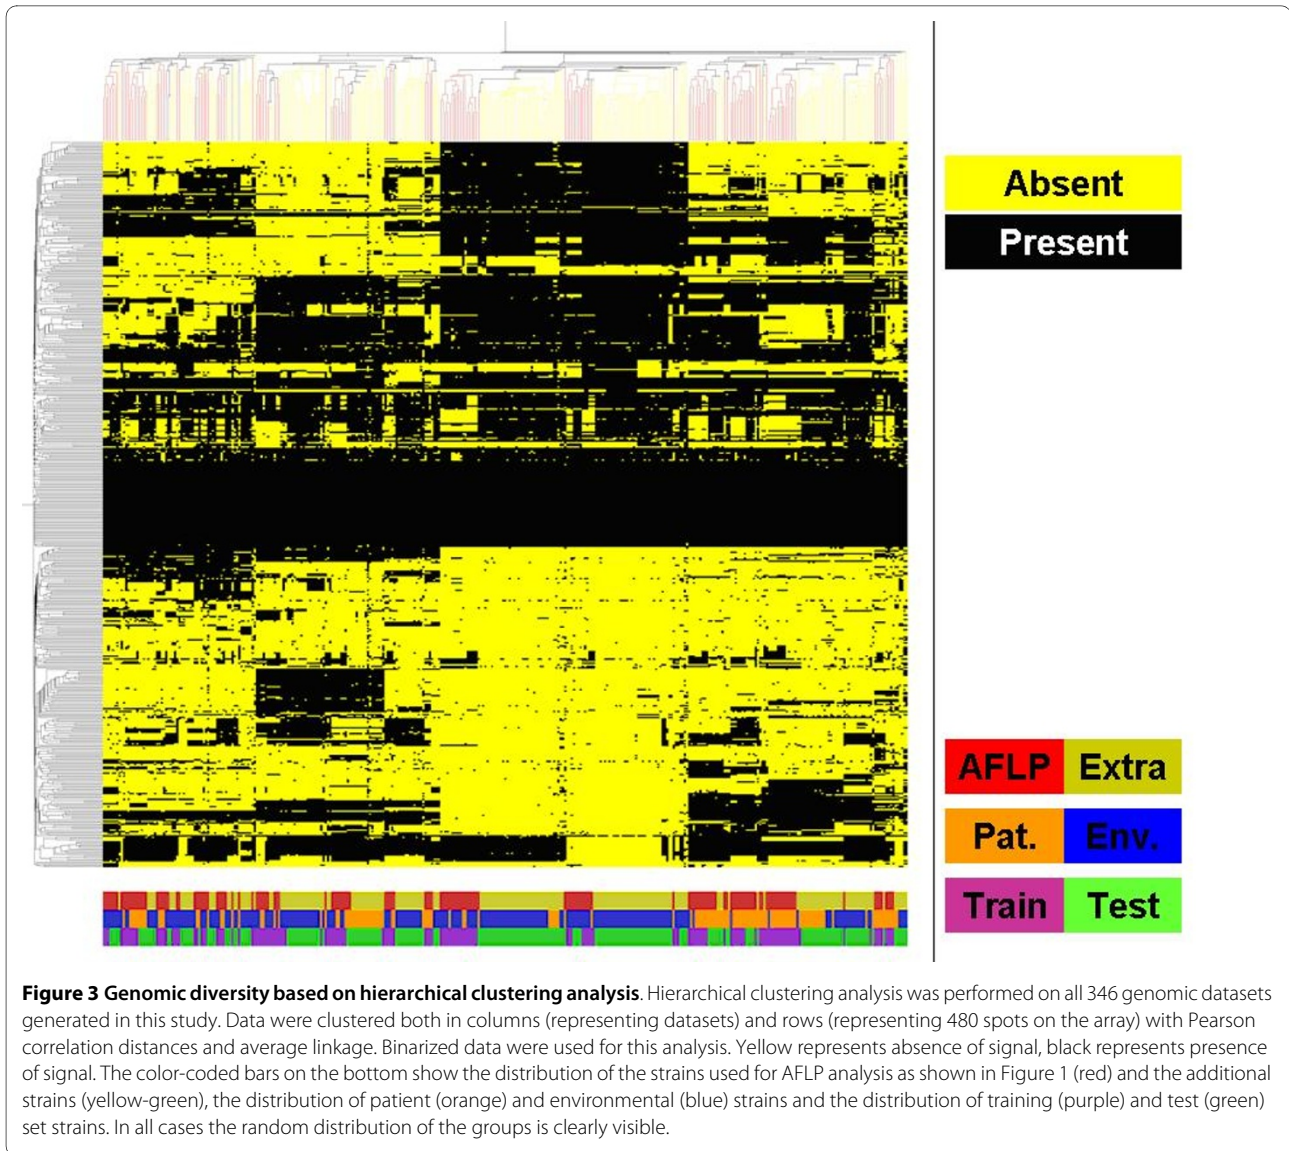 Absent
Present
AFLP Extra
Pat. Env.
Train Test
Figure 3 Genomic diversity based on hierarchical clustering analysis. Hierarchical clustering analysis was performed on all 346 genomic datasets
generated in this study. Data were clustered both in columns (representing datasets) and rows (representing 480 spots on the array) with Pearson
correlation distances and average linkage. Binarized data were used for this analysis. Yellow represents absence of signal, black represents presence
of signal. The color-coded bars on the bottom show the distribution of the strains used for AFLP analysis as shown in Figure 1 (red) and the additional
strains (yellow-green), the distribution of patient (orange) and environmental (blue) strains and the distribution of training (purple) and test (green)
set strains. In all cases the random distribution of the groups is clearly visible.